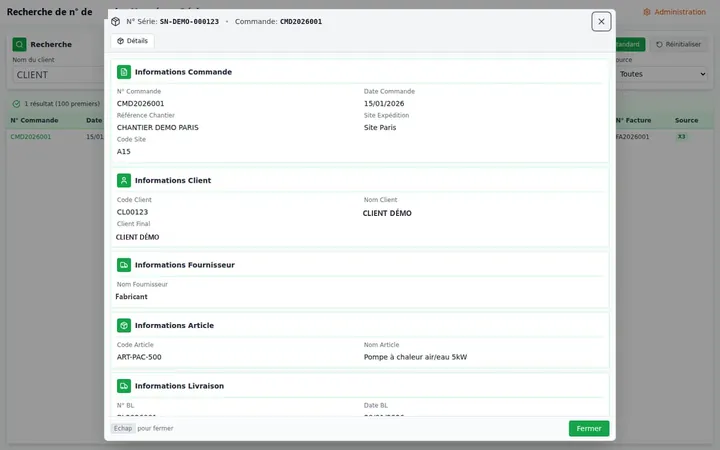 Recherche de n° de
Administration
N° Série: SN-DEMO-000123 • Commande: CMD2026001
Détails
Recherche
Réinitialiser
Nom du client
CLIENT
Toutes
1 résultat (100 premiers)
N° Commande Date
N° Facture Source
CMD2026001 15/01
X3
Informations Commande
N° Commande Date Commande
CMD2026001 15/01/2026
Référence Chantier Site Expédition
CHANTIER DEMO PARIS Site Paris
Code Site
A15
Informations Client
Code Client Nom Client
CL00123 CLIENT DÉMO
Client Final
CLIENT DÉMO
Informations Fournisseur
Nom Fournisseur
Fabricant
Informations Article
Code Article Nom Article
ART-PAC-500 Pompe à chaleur air/eau 5kW
Informations Livraison
N° BL Date BL
Echap pour fermer
Fermer